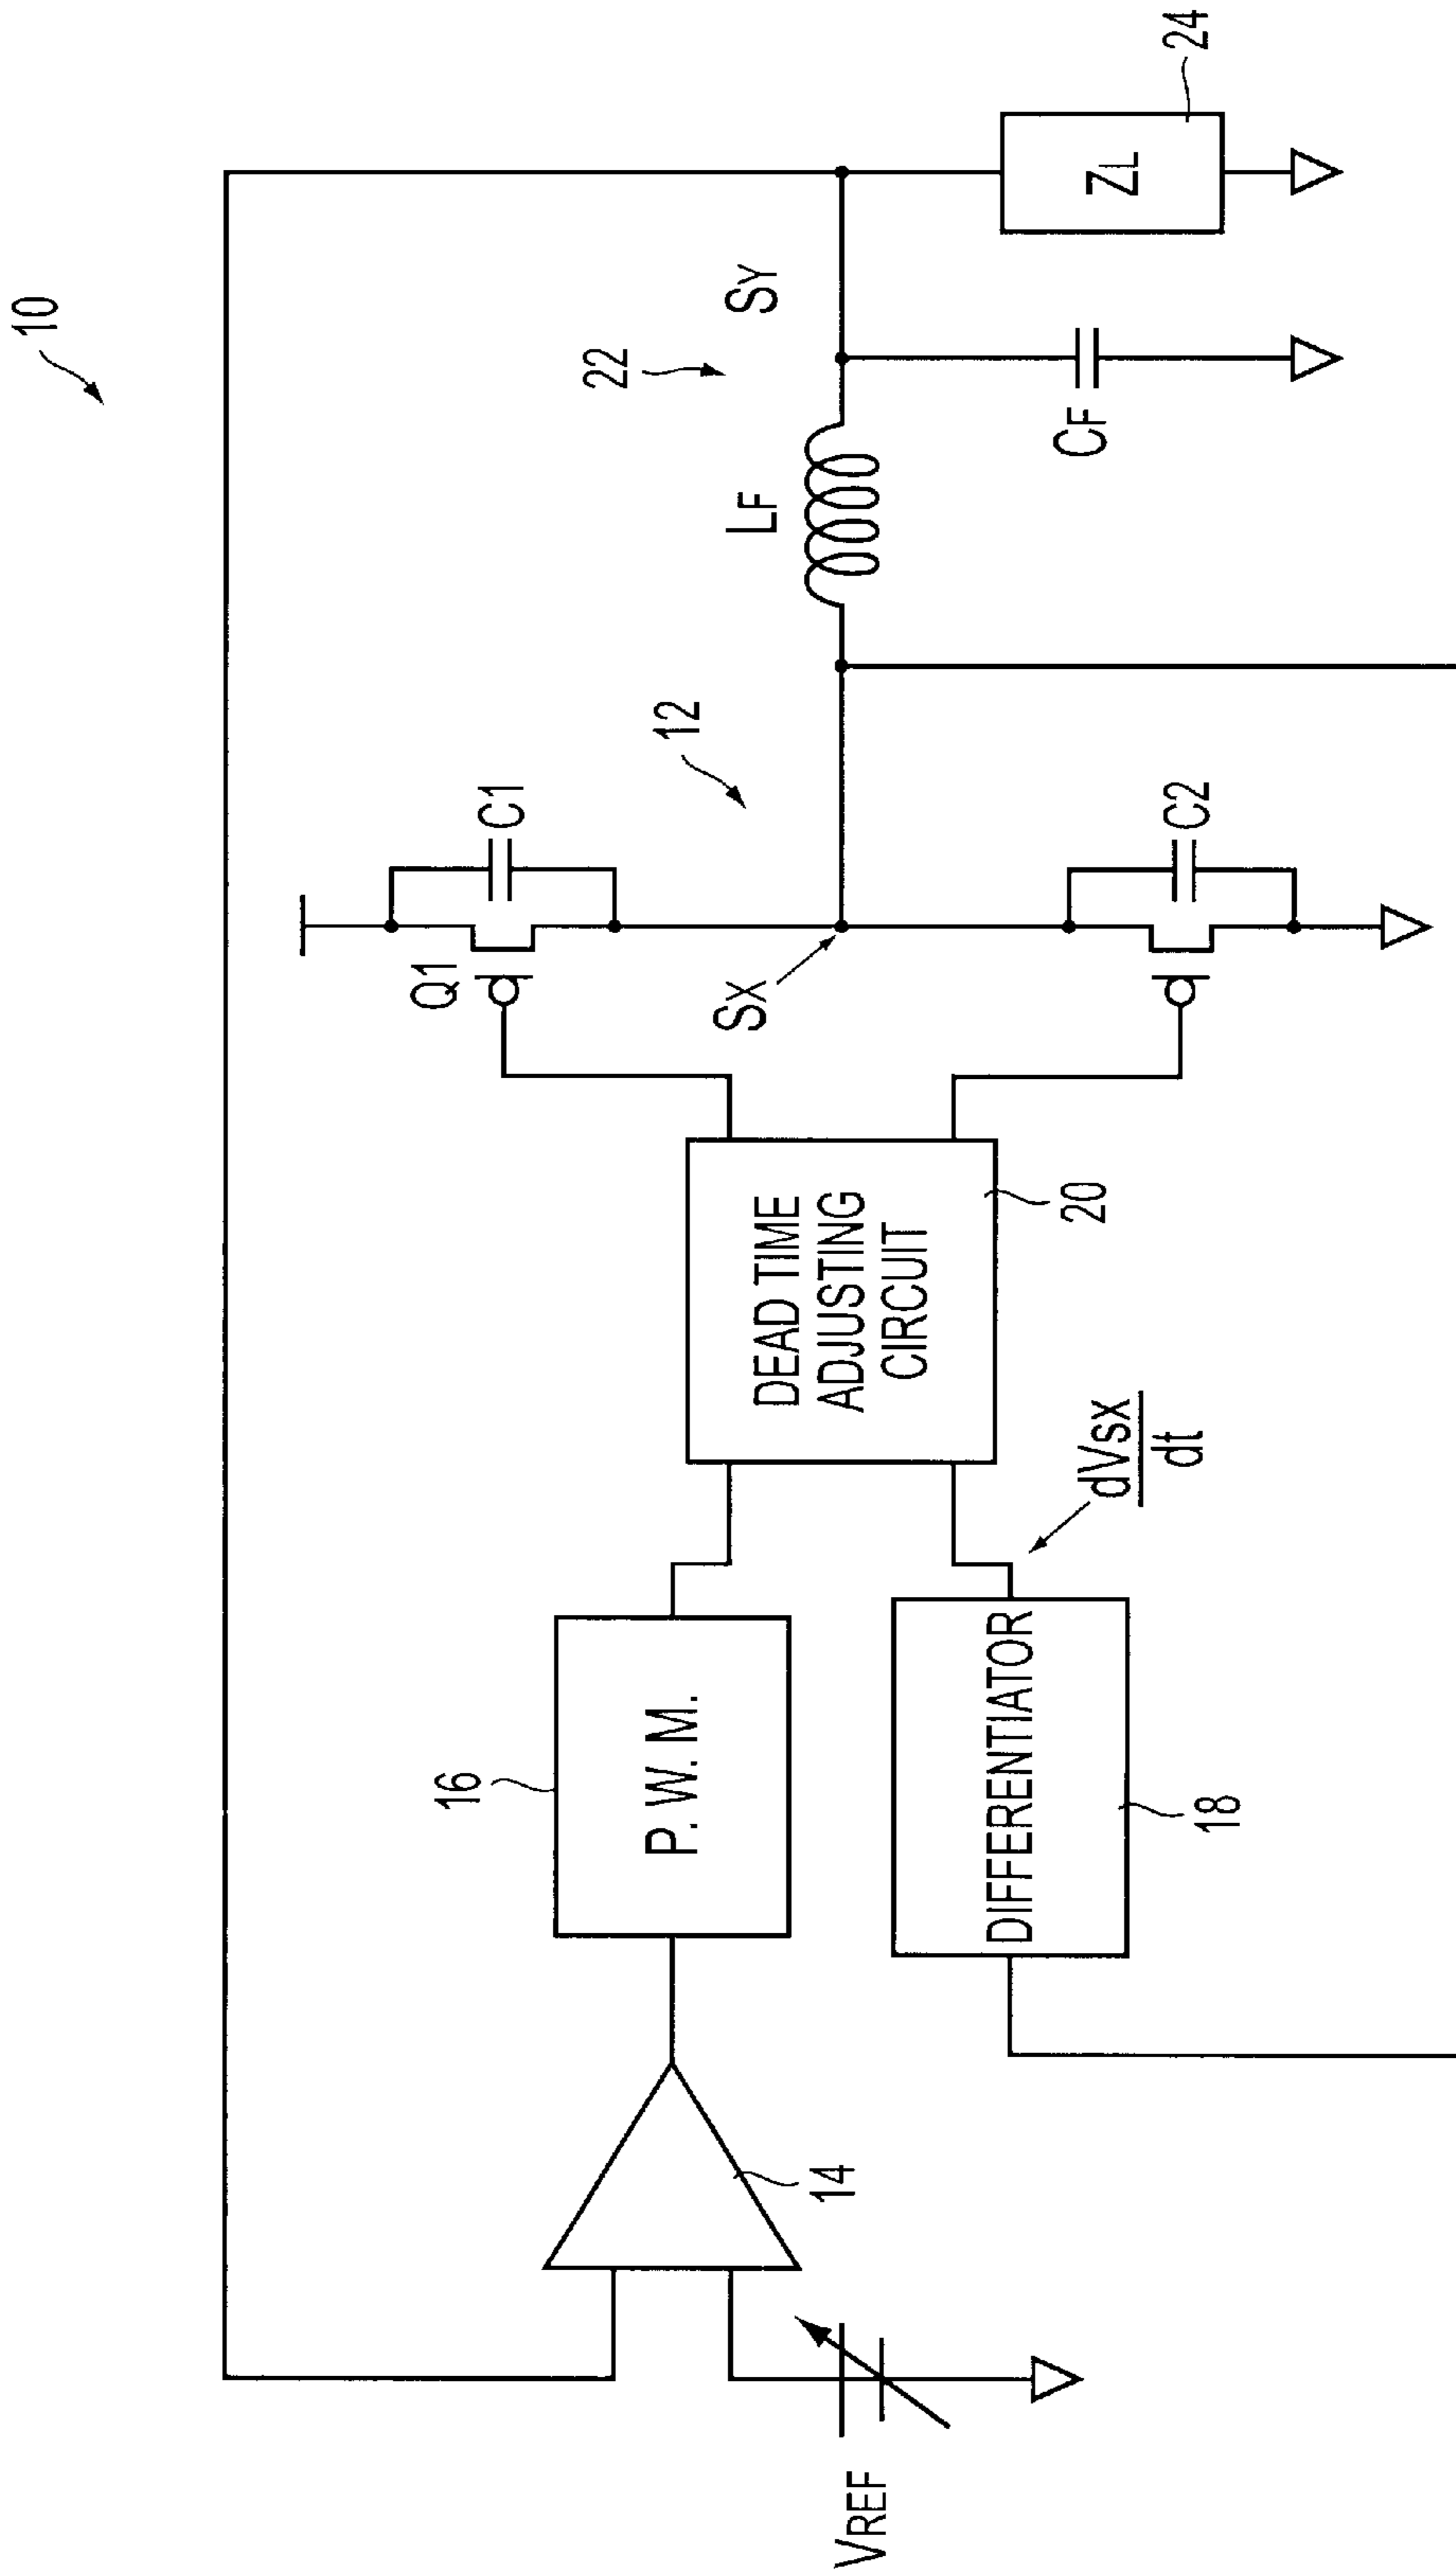 10
24
ZL
SY
22
CF
LF
12
C1
C2
Q1
SX
DEAD TIME
ADJUSTING
CIRCUIT
20
dVsx
dt
16
P. W. M.
DIFFERENTIATOR
18
14
VREF